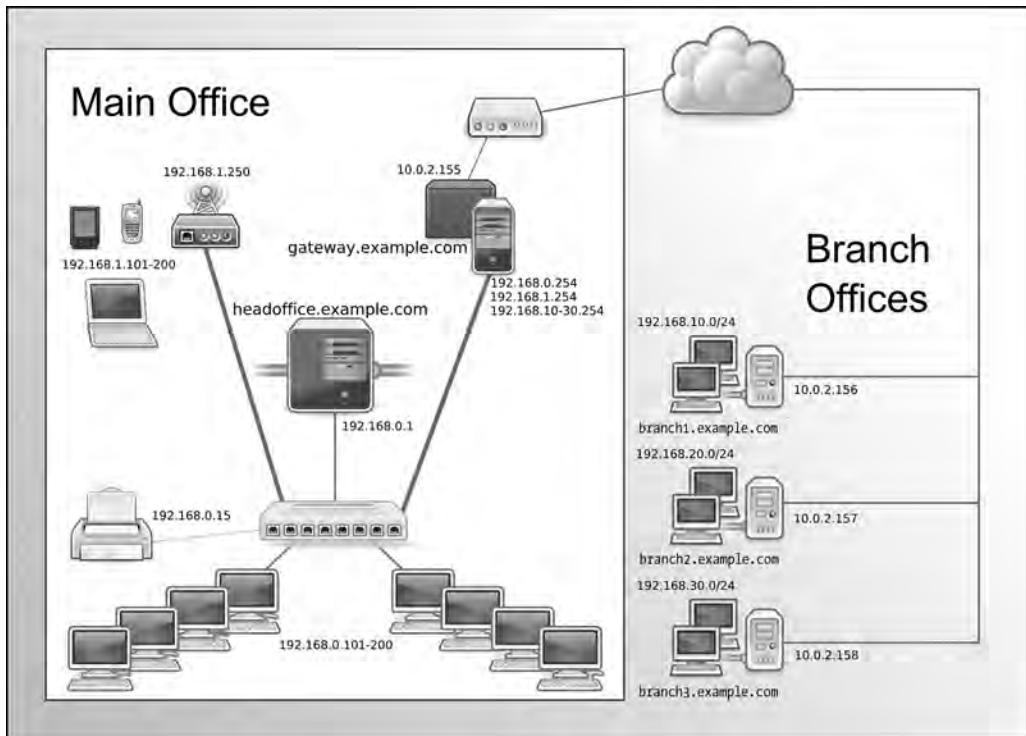 Main Office
192.168.1.250
10.0.2.155
192.168.1.101-200
gateway.example.com
192.168.0.254
192.168.1.254
192.168.10-30.254
headoffice.example.com
192.168.0.1
192.168.0.15
192.168.0.101-200
Branch
Offices
192.168.10.0/24
10.0.2.156
branch1.example.com
192.168.20.0/24
10.0.2.157
branch2.example.com
192.168.30.0/24
10.0.2.158
branch3.example.com